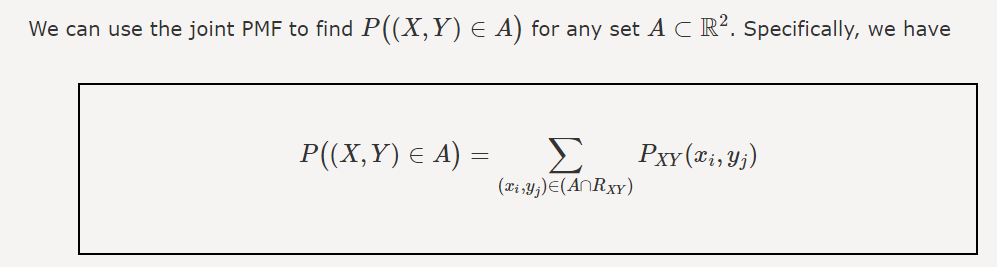 We can use the joint PMF to find P((X, Y) ∈ A) for any set A ⊂ ℝ². Specifically, we have
P((X, Y) ∈ A) = ∑_{(x_i,y_j)∈(A∩R_{XY})} P_{XY}(x_i, y_j)